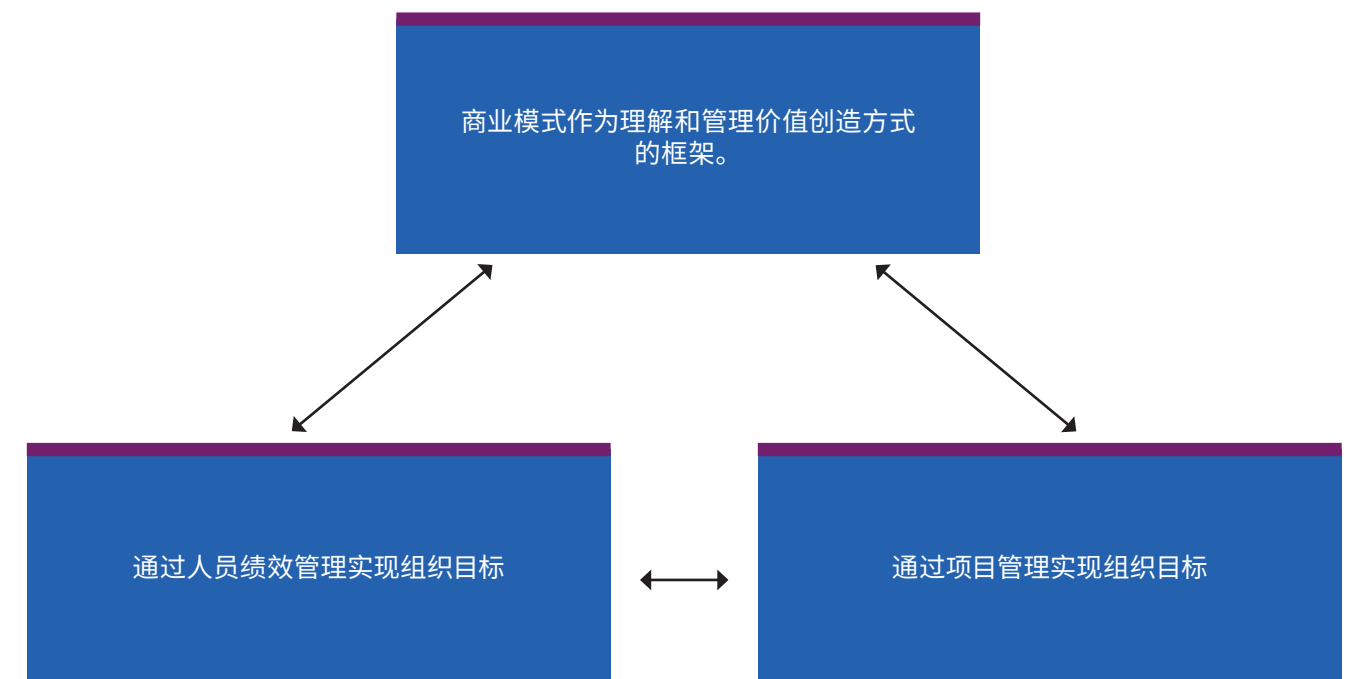 商业模式作为理解和管理价值创造方式
的框架。
通过人员绩效管理实现组织目标
通过项目管理实现组织目标